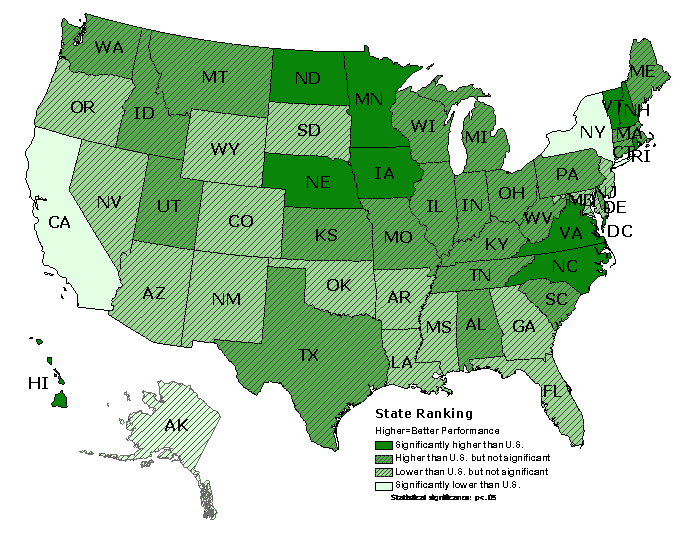 WA
MT
ND
MN
ME
VT
NH
OR
ID
WY
SD
WI
MI
NY
MA
CT
RI
CA
NV
UT
CO
NE
IA
IL
IN
OH
PA
NJ
MD
DE
DC
WV
VA
KS
MO
KY
NC
TN
SC
AZ
NM
OK
AR
MS
AL
GA
TX
LA
FL
HI
AK
State Ranking
Higher=Better Performance
Significantly higher than U.S.
Higher than U.S. but not significant
Lower than U.S. but not significant
Significantly lower than U.S.
Statistical significance: p<.05